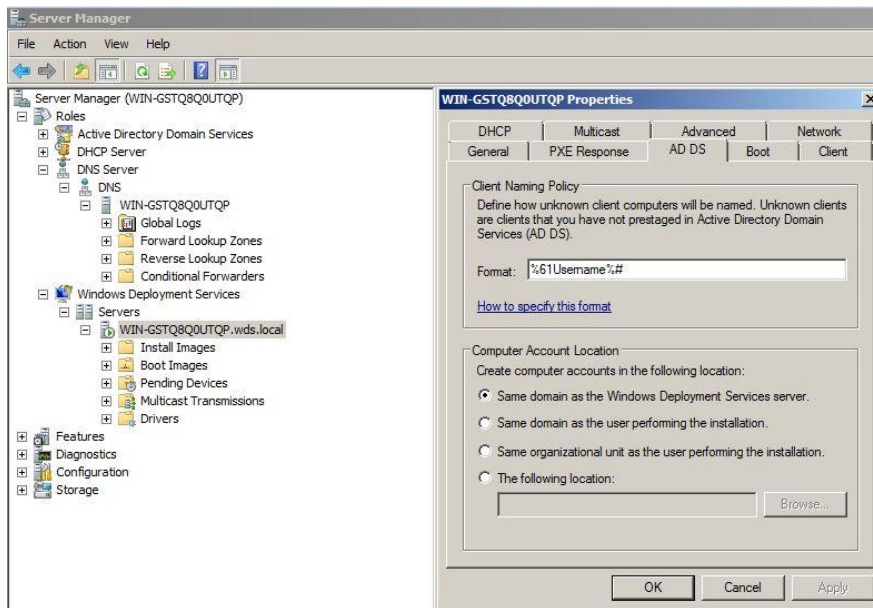 Server Manager
File Action View Help
Server Manager (WIN-GSTQ8Q0UTQP)
Roles
Active Directory Domain Services
DHCP Server
DNS Server
DNS
WIN-GSTQ8Q0UTQP
Global Logs
Forward Lookup Zones
Reverse Lookup Zones
Conditional Forwarders
Windows Deployment Services
Servers
WIN-GSTQ8Q0UTQP.wds.local
Install Images
Boot Images
Pending Devices
Multicast Transmissions
Drivers
Features
Diagnostics
Configuration
Storage
WIN-GSTQ8Q0UTQP Properties
DHCP Multicast Advanced Network
General PXE Response AD DS Boot Client
Client Naming Policy
Define how unknown client computers will be named. Unknown clients
are clients that you have not prestaged in Active Directory Domain
Services (AD DS).
Format: %61Username%#
How to specify this format
Computer Account Location
Create computer accounts in the following location:
Same domain as the Windows Deployment Services server.
Same domain as the user performing the installation.
Same organizational unit as the user performing the installation.
The following location:
Browse...
OK Cancel Apply